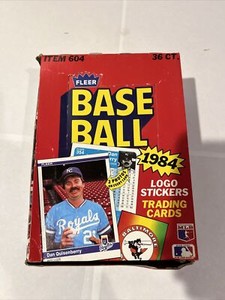 ITEM 604
36 CT.
FLEER
BASE
BALL
1984
LOGO
STICKERS
TRADING
CARDS
Royals
Dan Quisenberry
BALTIMORE